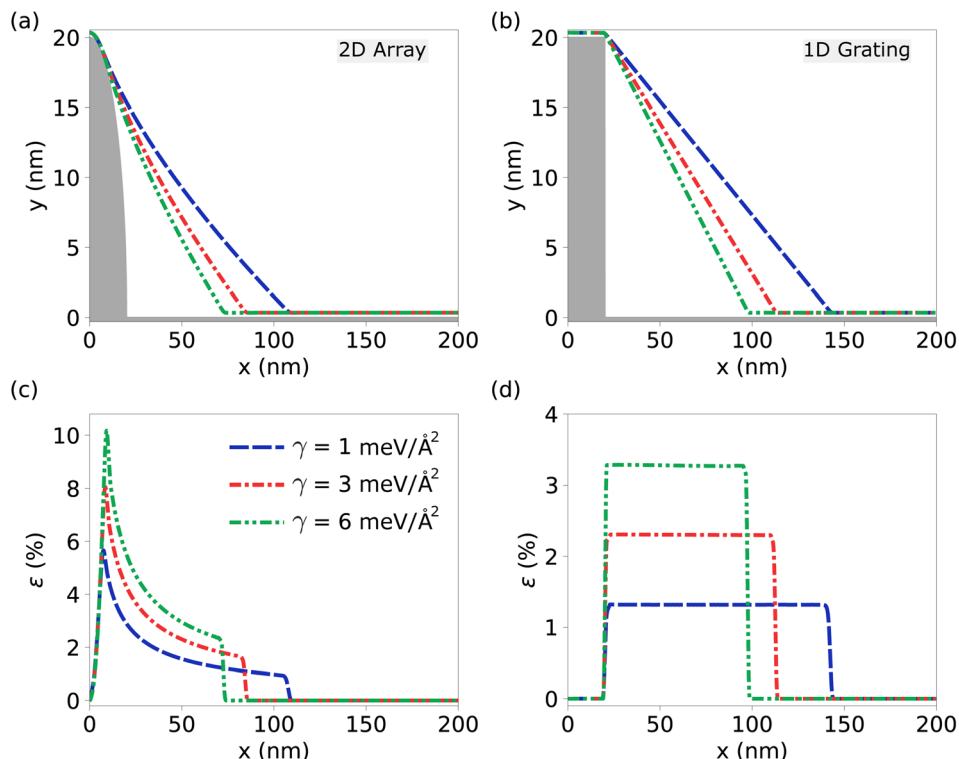 (a)
2D Array
y (nm)
20
15
10
5
0
0 50 100 150 200
x (nm)
(b)
1D Grating
y (nm)
20
15
10
5
0
0 50 100 150 200
x (nm)
(c)
ε (%)
10
8
6
4
2
0
γ = 1 meV/Å²
γ = 3 meV/Å²
γ = 6 meV/Å²
0 50 100 150 200
x (nm)
(d)
ε (%)
4
3
2
1
0
0 50 100 150 200
x (nm)